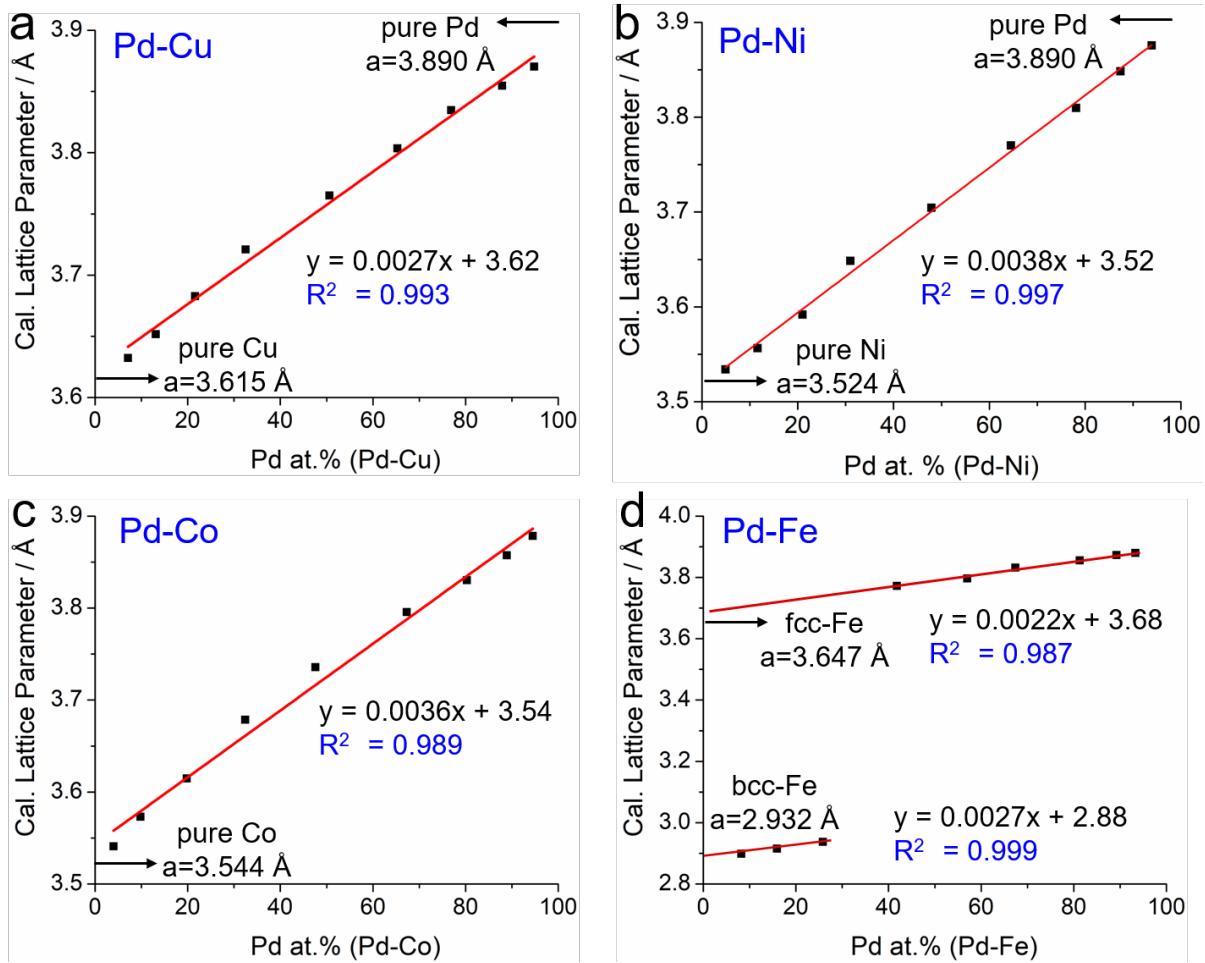 a
Pd-Cu
pure Pd
a=3.890 Å
y = 0.0027x + 3.62
R² = 0.993
pure Cu
a=3.615 Å
3.9
3.8
3.7
3.6
0 20 40 60 80 100
Cal. Lattice Parameter / Å
Pd at.% (Pd-Cu)
b
Pd-Ni
pure Pd
a=3.890 Å
y = 0.0038x + 3.52
R² = 0.997
pure Ni
a=3.524 Å
3.9
3.8
3.7
3.6
3.5
0 20 40 60 80 100
Cal. Lattice Parameter / Å
Pd at. % (Pd-Ni)
c
Pd-Co
y = 0.0036x + 3.54
R² = 0.989
pure Co
a=3.544 Å
3.9
3.8
3.7
3.6
3.5
0 20 40 60 80 100
Cal. Lattice Parameter / Å
Pd at.% (Pd-Co)
d
Pd-Fe
fcc-Fe
a=3.647 Å
y = 0.0022x + 3.68
R² = 0.987
bcc-Fe
a=2.932 Å
y = 0.0027x + 2.88
R² = 0.999
4.0
3.8
3.6
3.4
3.2
3.0
2.8
0 20 40 60 80 100
Cal. Lattice Parameter / Å
Pd at.% (Pd-Fe)